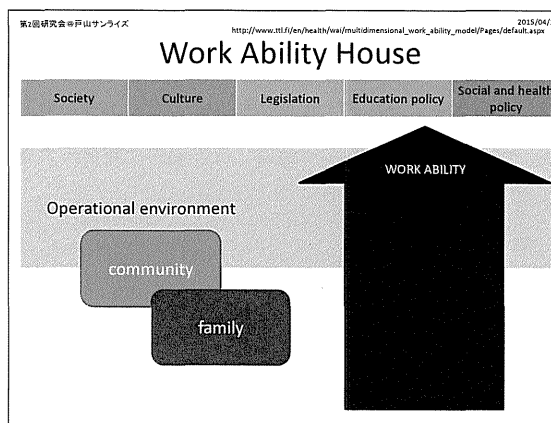 第2回研究会@戸山サンライズ
2015/04/
http://www.ttl.fi/en/health/wai/multidimensional_work_ability_model/Pages/default.aspx
Work Ability House
Society
Culture
Legislation
Education policy
Social and health
policy
WORK ABILITY
Operational environment
community
family